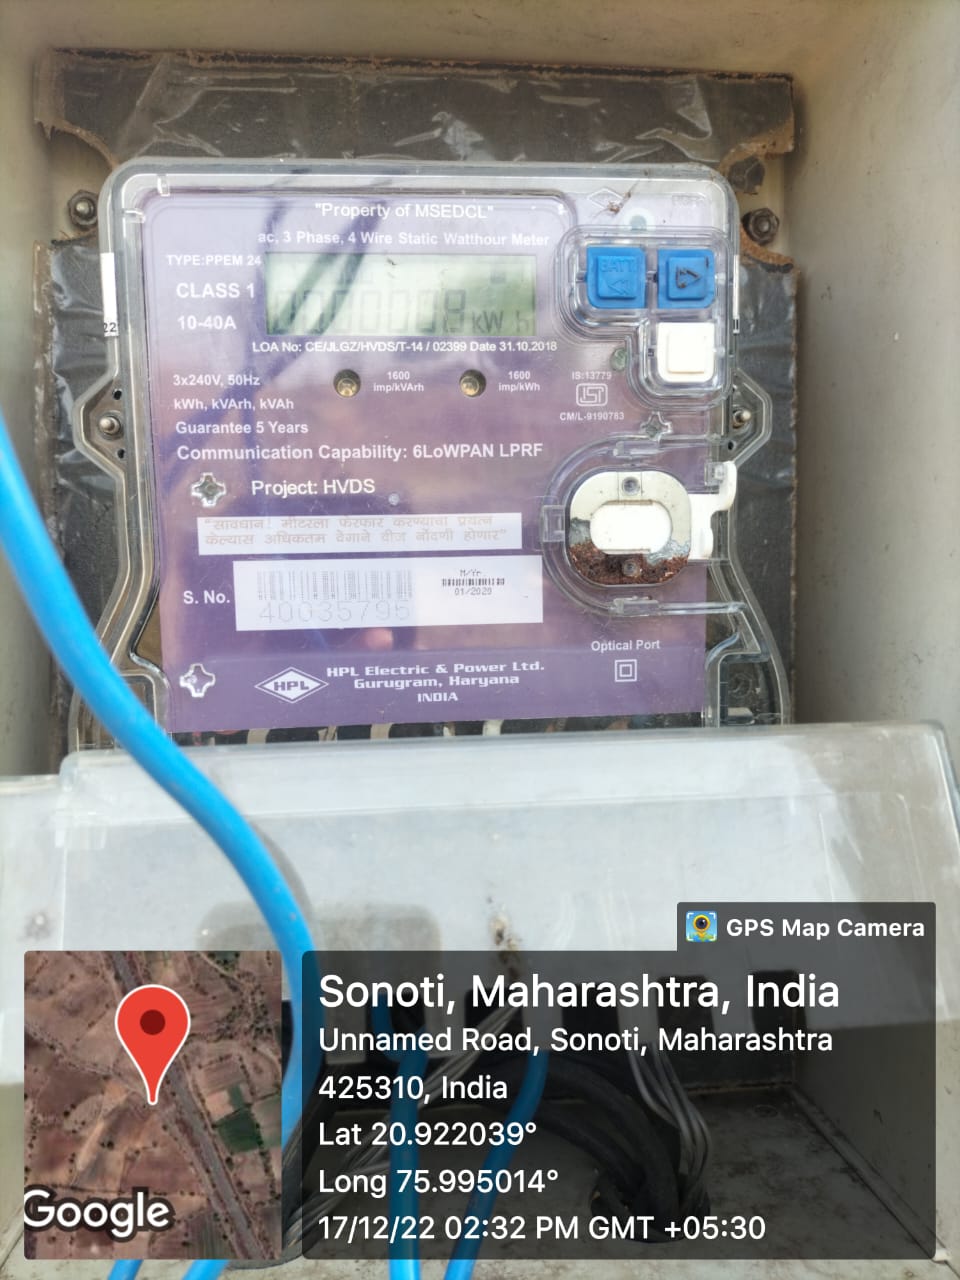 "Property of MSEDCL"
ac, 3 Phase, 4 Wire Static Watthour Meter
TYPE:PPEM 24
CLASS 1
10-40A
kW h
LOA No: CE/JLGZ/HVDS/T-14 / 02399 Date 31.10.2018
BATT
3x240V, 50Hz
1600
imp/kVArh
1600
imp/kWh
IS:13779
ISI
CM/L-9190783
kWh, kVArh, kVAh
Guarantee 5 Years
Communication Capability: 6LoWPAN LPRF
Project: HVDS
"सावधान! मीटरला फेरफार करण्याचा प्रयत्न
केल्यास अधिकतम वेगाने वीज नोंदणी होणार"
M/Yr
01/2020
S. No.
40035795
Optical Port
HPL
HPL Electric & Power Ltd.
Gurugram, Haryana
INDIA
22
GPS Map Camera
Sonoti, Maharashtra, India
Unnamed Road, Sonoti, Maharashtra
425310, India
Lat 20.922039°
Long 75.995014°
17/12/22 02:32 PM GMT +05:30
Google